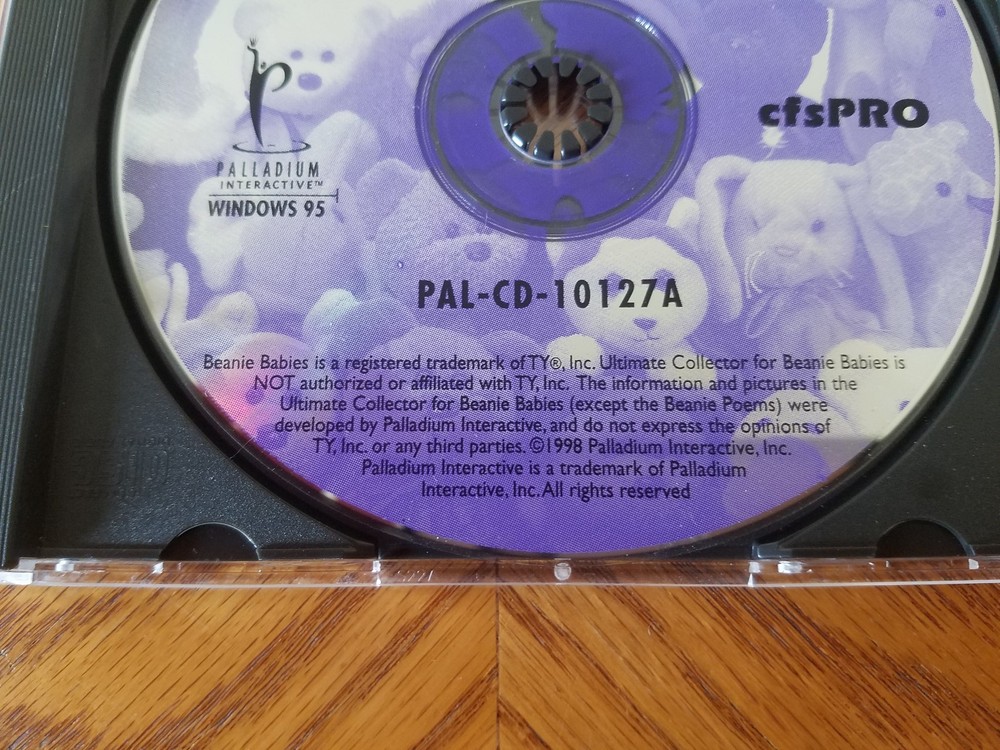 cfsPRO
PALLADIUM
INTERACTIVE™
WINDOWS 95
PAL-CD-10127A
Beanie Babies is a registered trademark of TY®, Inc. Ultimate Collector for Beanie Babies is
NOT authorized or affiliated with TY, Inc. The information and pictures in the
Ultimate Collector for Beanie Babies (except the Beanie Poems) were
developed by Palladium Interactive, and do not express the opinions of
TY, Inc. or any third parties. ©1998 Palladium Interactive, Inc.
Palladium Interactive is a trademark of Palladium
Interactive, Inc. All rights reserved